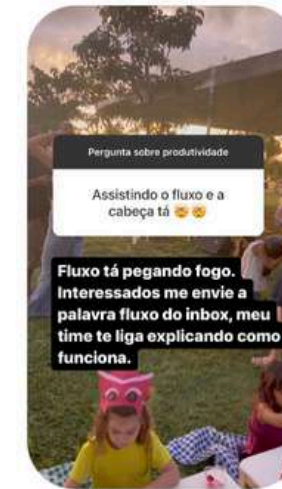 Pergunta sobre produtividade
Assistindo o fluxo e a
cabeça tá 🤯🤯
Fluxo tá pegando fogo.
Interessados me envie a
palavra fluxo do inbox, meu
time te liga explicando como
funciona.